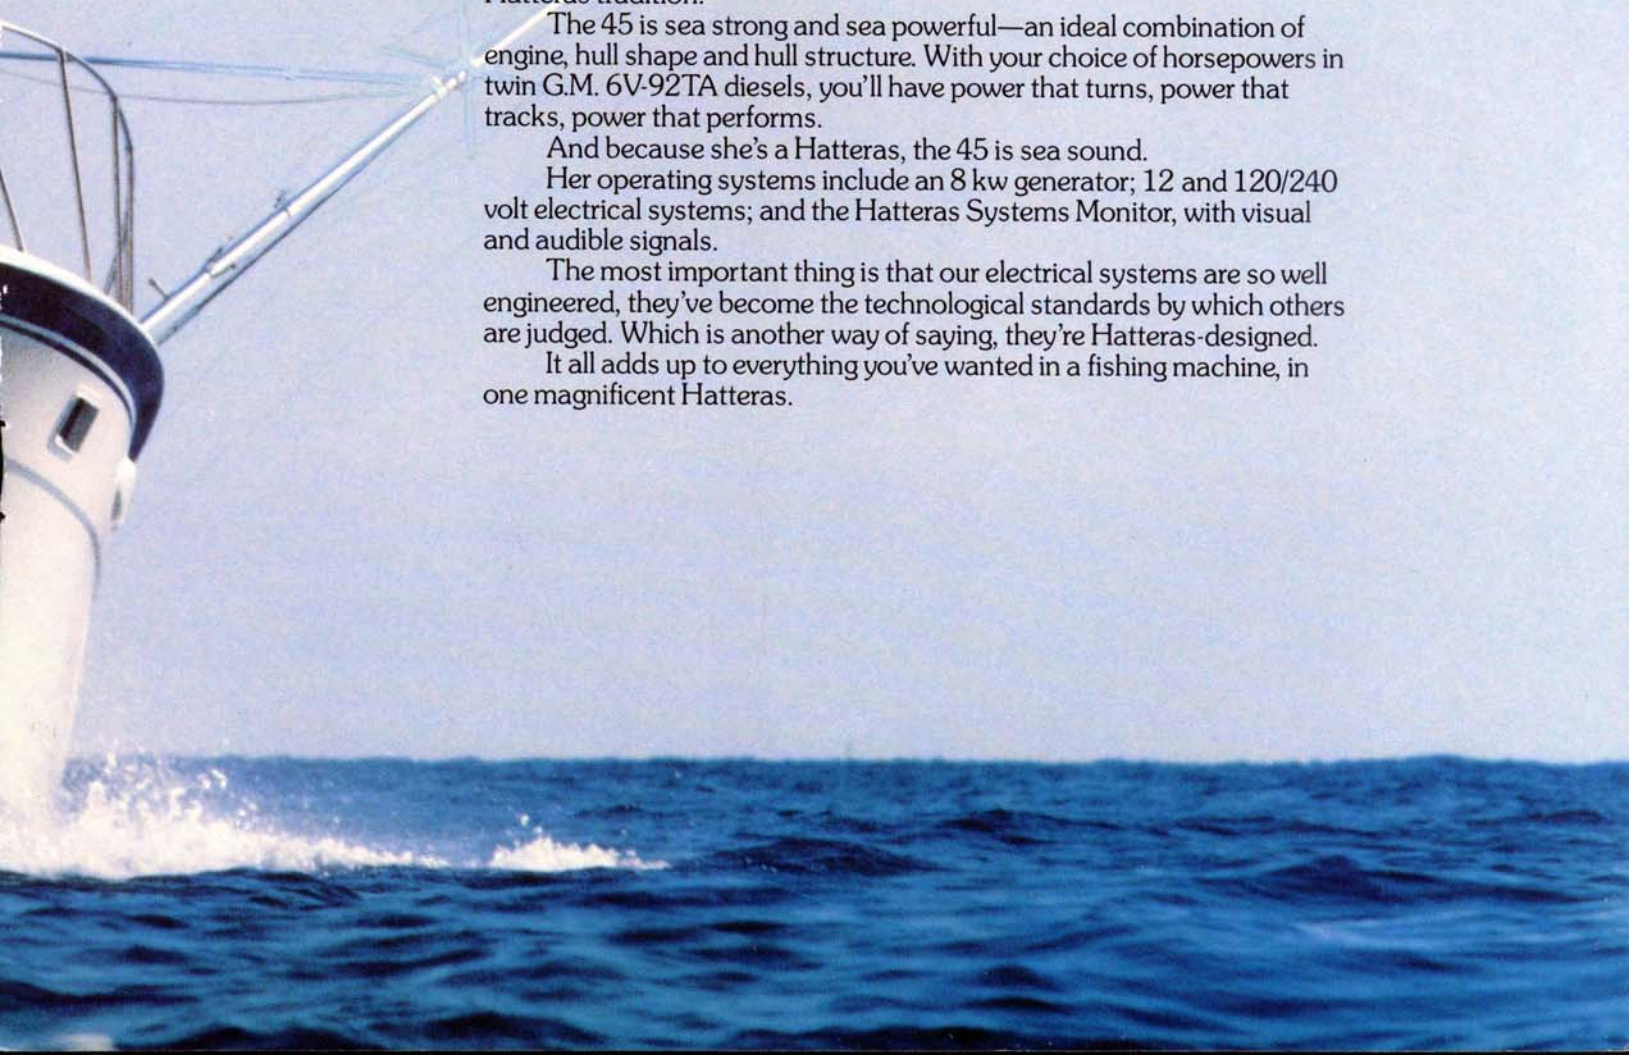 Hatteras tradition.
The 45 is sea strong and sea powerful—an ideal combination of
engine, hull shape and hull structure. With your choice of horsepowers in
twin G.M. 6V-92TA diesels, you'll have power that turns, power that
tracks, power that performs.
And because she's a Hatteras, the 45 is sea sound.
Her operating systems include an 8 kw generator; 12 and 120/240
volt electrical systems; and the Hatteras Systems Monitor, with visual
and audible signals.
The most important thing is that our electrical systems are so well
engineered, they've become the technological standards by which others
are judged. Which is another way of saying, they're Hatteras-designed.
It all adds up to everything you've wanted in a fishing machine, in
one magnificent Hatteras.